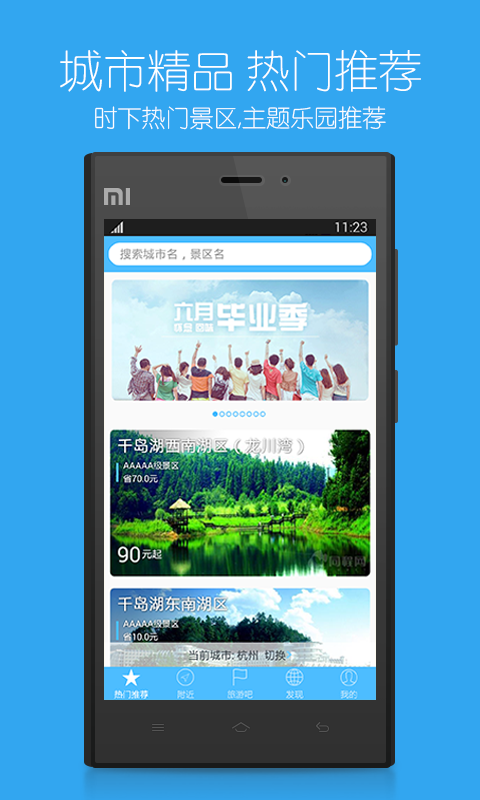 城市精品 热门推荐
时下热门景区,主题乐园推荐
MI
11:23
搜索城市名，景区名
六月
毕业季
千岛湖西南湖区（龙川湾）
AAAAA级景区
省70.0元
90元起
同程网
千岛湖东南湖区
AAAAA级景区
省10.0元
当前城市: 杭州 切换
热门推荐
附近
旅游吧
发现
我的